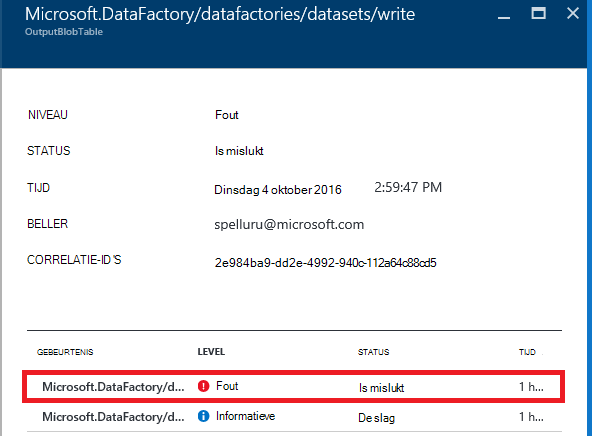 Microsoft.DataFactory/datafactories/datasets/write
OutputBlobTable
NIVEAU Fout
STATUS Is mislukt
TIJD Dinsdag 4 oktober 2016 2:59:47 PM
BELLER spelluru@microsoft.com
CORRELATIE-ID'S 2e984ba9-dd2e-4992-940c-112a64c88cd5
GEBEURTENIS LEVEL STATUS TIJD
Microsoft.DataFactory/d... Fout Is mislukt 1 h...
Microsoft.DataFactory/d... Informatieve De slag 1 h...